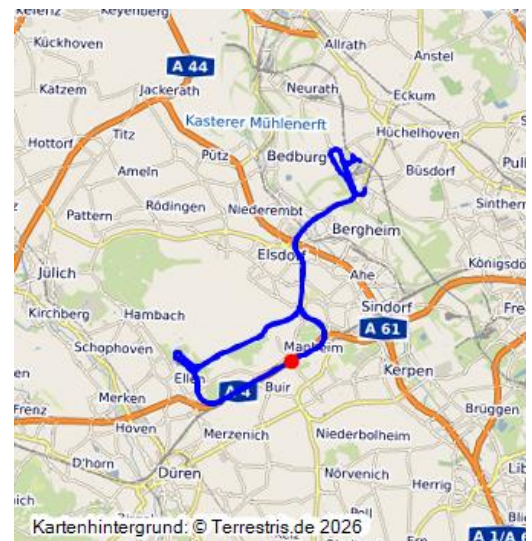 Keyenberg
Allrath
Kückhoven
Anstel
A 44
Katzem
Jackerath
Neurath
Eckum
Kasterer Mühlenerft
Hottorf
Titz
Pütz
Bedburg
Hüchelhoven
Ameln
Büsdorf
Rödingen
Niederembt
Sinthern
Pattern
Bergheim
Elsdorf
Jülich
Ahe
Königsdorf
Hambach
Sindorf
Kirchberg
A 61
Schophoven
Manheim
Ellen
Kerpen
A 4
Buir
Merken
Brüggen
Hoven
Merzenich
Niederbolheim
D'horn
Düren
Nörvenich
Herrig
Kartenhintergrund: © Terrestris.de 2026
A 1/A